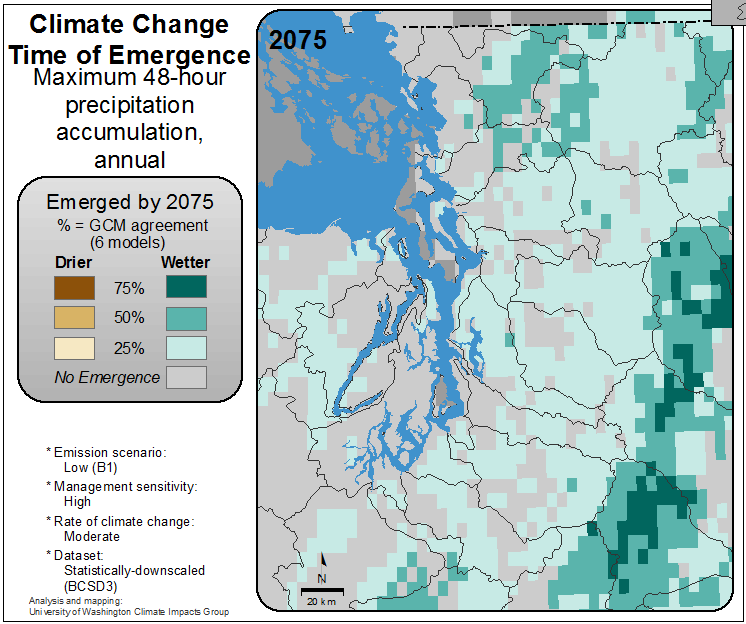 Climate Change
Time of Emergence
Maximum 48-hour
precipitation
accumulation,
annual
Emerged by 2075
% = GCM agreement
(6 models)
Drier Wetter
75%
50%
25%
No Emergence
* Emission scenario:
Low (B1)
* Management sensitivity:
High
* Rate of climate change:
Moderate
* Dataset:
Statistically-downscaled
(BCSD3)
Analysis and mapping:
University of Washington Climate Impacts Group
2075
N
20 km